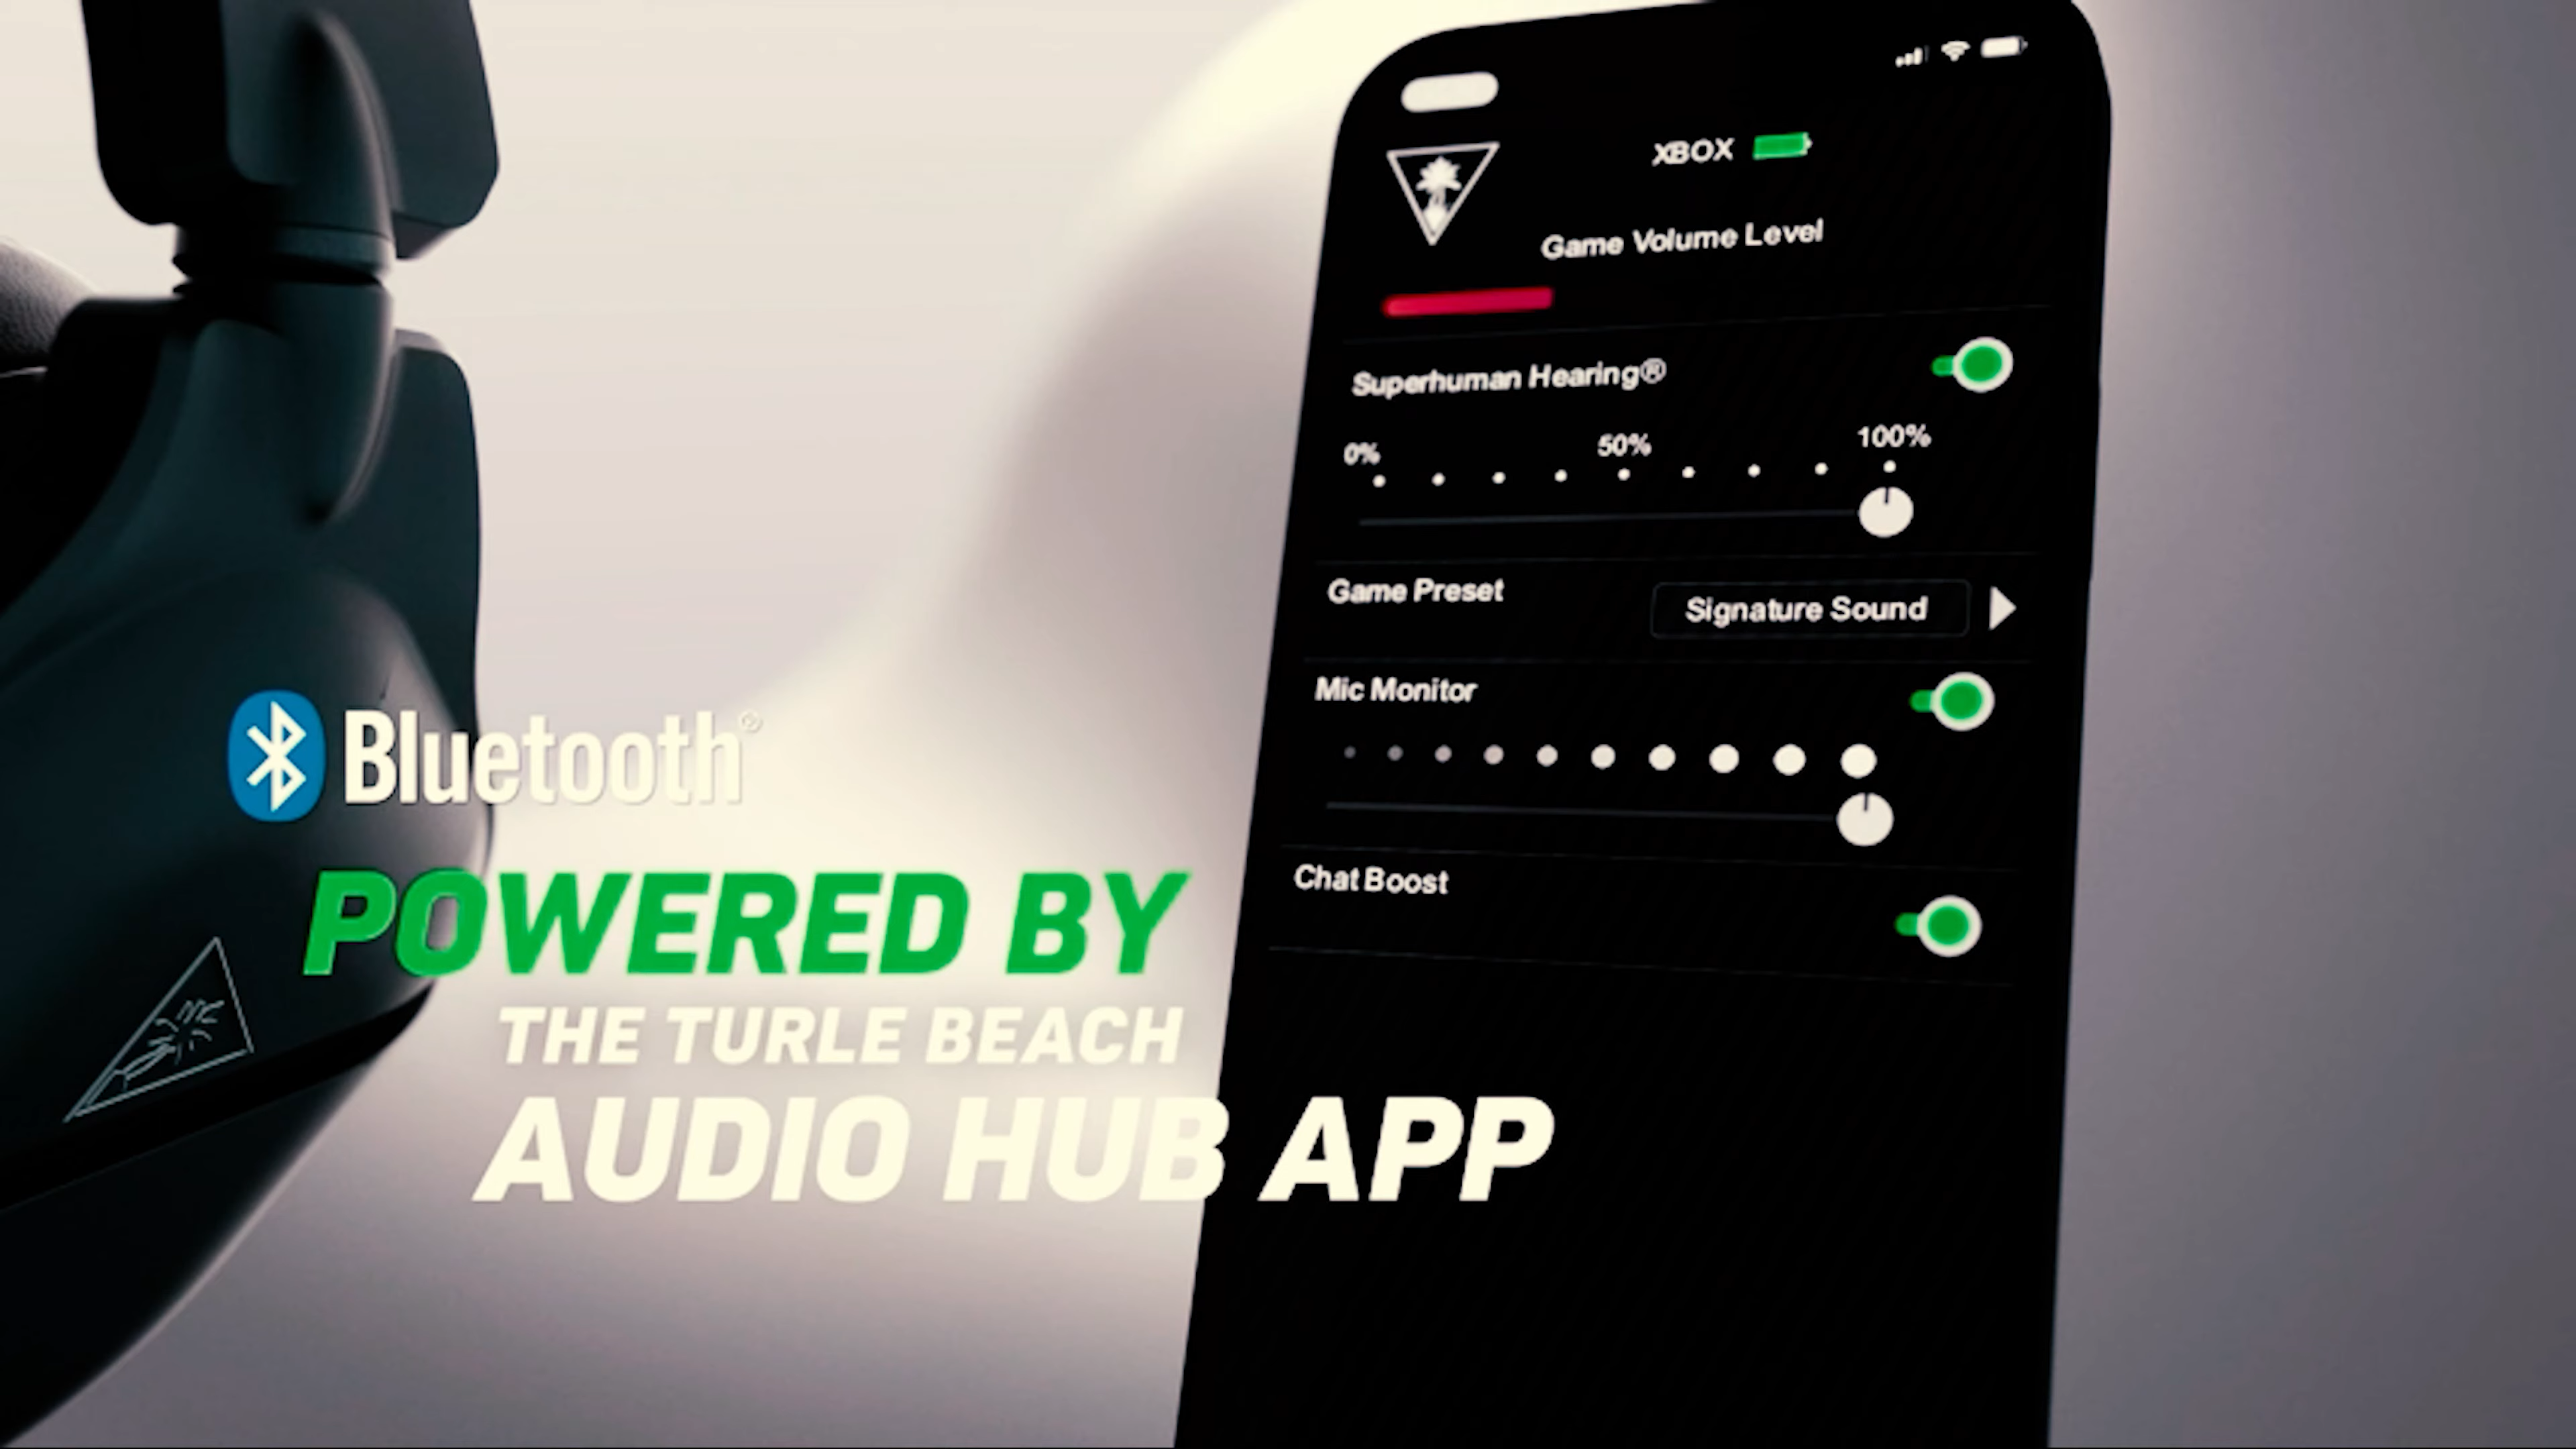 XBOX
Game Volume Level
Superhuman Hearing®
0% 50% 100%
Game Preset Signature Sound
Mic Monitor
Chat Boost
Bluetooth®
POWERED BY
THE TURLE BEACH
AUDIO HUB APP